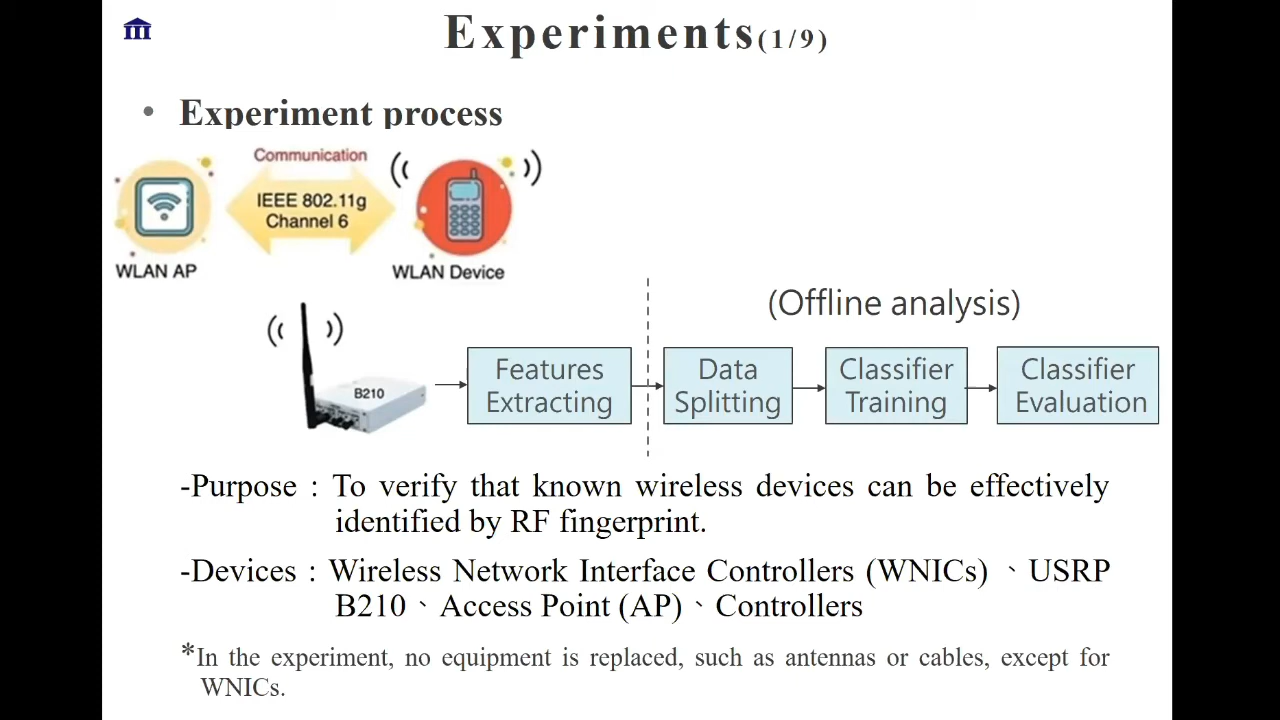 Experiments(1/9)
• Experiment process
Communication
IEEE 802.11g
Channel 6
WLAN AP
WLAN Device
(Offline analysis)
B210
Features
Extracting
Data
Splitting
Classifier
Training
Classifier
Evaluation
-Purpose : To verify that known wireless devices can be effectively
identified by RF fingerprint.
-Devices : Wireless Network Interface Controllers (WNICs) 、USRP
B210、Access Point (AP)、Controllers
*In the experiment, no equipment is replaced, such as antennas or cables, except for
WNICs.